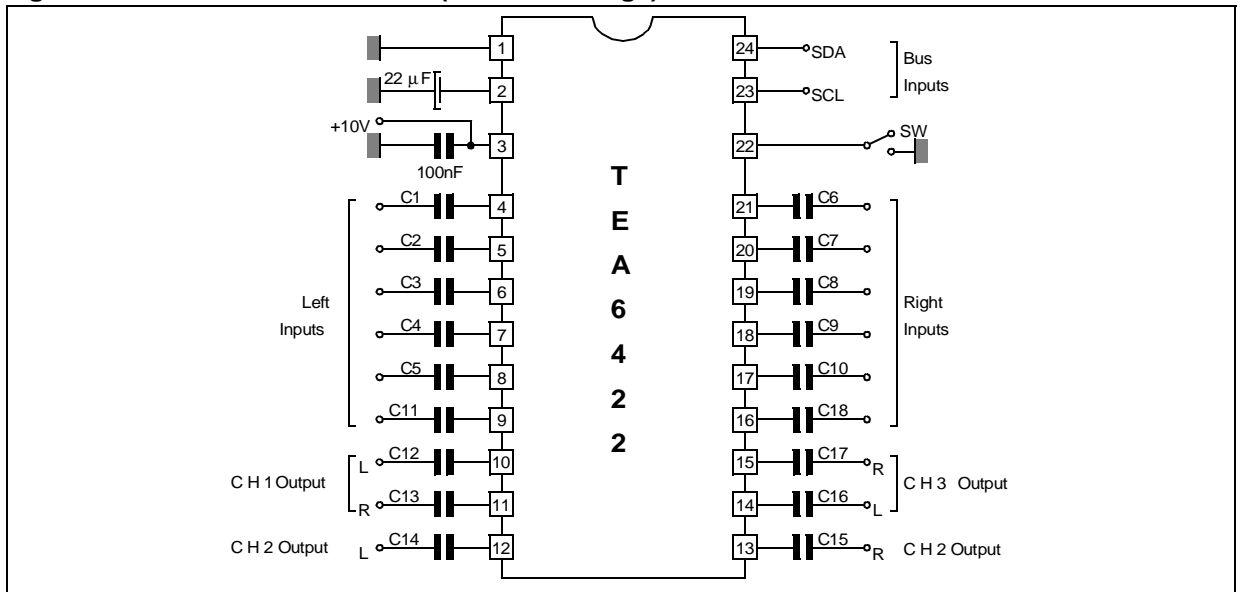 1 24 SDA
Bus
22 μF 2 23 SCL Inputs
+10V SW
3 22
100nF
T
C1 4 21 C6
E
C2 5 20 C7
A
C3 6 19 C8
Left 6 Right
Inputs C4 7 18 C9 Inputs
4
C5 8 17 C10
2
C11 9 16 C18
2
L C12 10 15 C17 R
C H 1 Output C H 3 Output
R C13 11 14 C16 L
C H 2 Output L C14 12 13 C15 R C H 2 Output